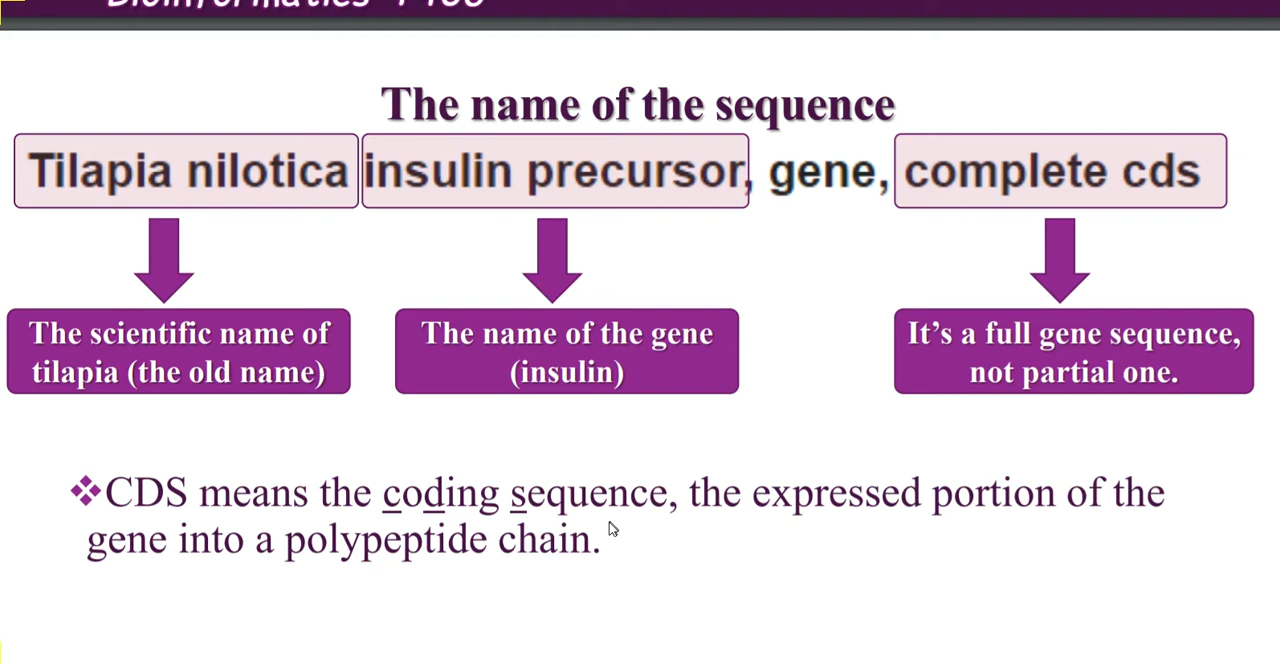 Bioinformatics
The name of the sequence
Tilapia nilotica insulin precursor, gene, complete cds
The scientific name of
tilapia (the old name)
The name of the gene
(insulin)
It's a full gene sequence,
not partial one.
❖CDS means the coding sequence, the expressed portion of the
gene into a polypeptide chain.